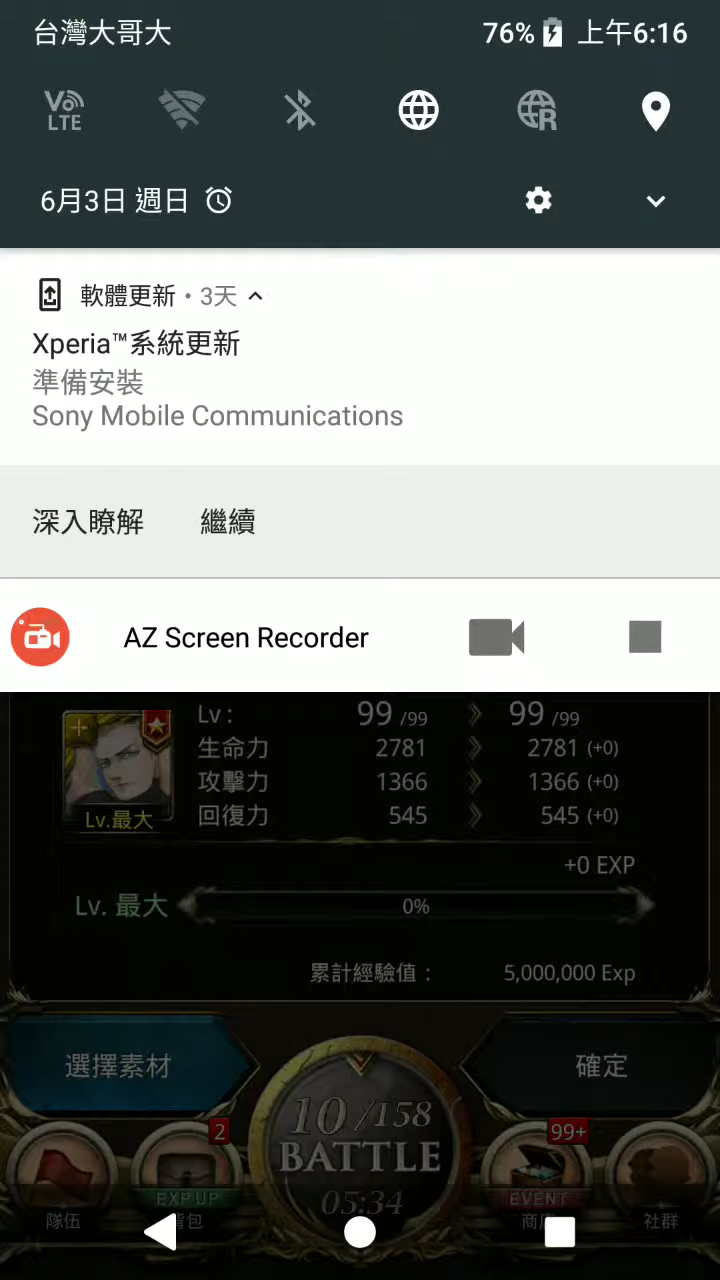 台灣大哥大 76% 上午6:16
VoLTE R
6月3日 週日
軟體更新 • 3天
Xperia™系統更新
準備安裝
Sony Mobile Communications
深入瞭解 繼續
AZ Screen Recorder
Lv: 99 /99 99 /99
生命力 2781 2781 (+0)
攻擊力 1366 1366 (+0)
Lv.最大 回復力 545 545 (+0)
+0 EXP
Lv. 最大 0%
累計經驗值: 5,000,000 Exp
選擇素材 確定
10/158
2 99+
BATTLE
EXP UP 05:34 EVENT
隊伍 背包 商店 社群